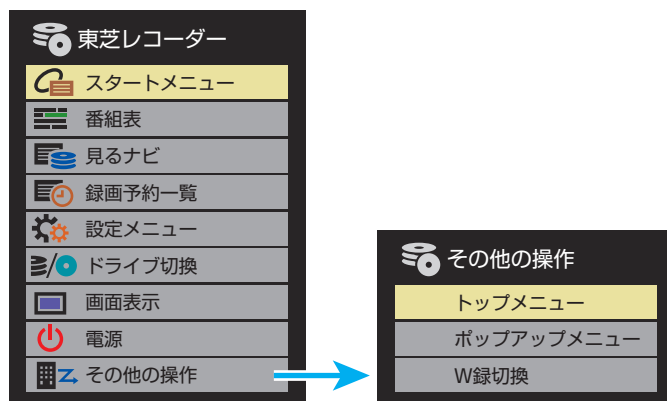 東芝レコーダー
スタートメニュー
番組表
見るナビ
録画予約一覧
設定メニュー
ドライブ切換
画面表示
電源
その他の操作
その他の操作
トップメニュー
ポップアップメニュー
W録切換